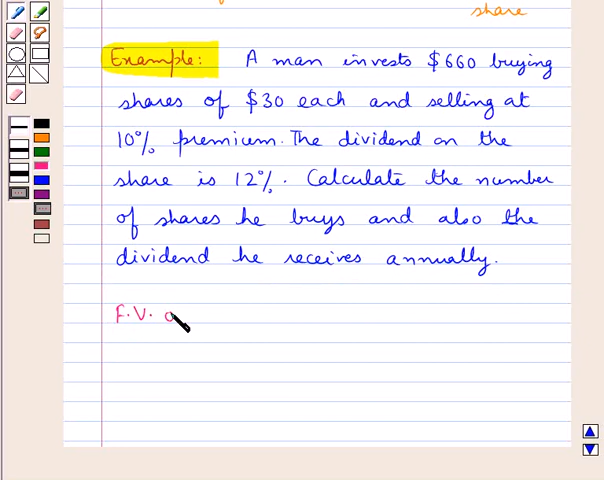 share
Example: A man invests $660 buying
shares of $30 each and selling at
10% premium. The dividend on the
share is 12%. Calculate the number
of shares he buys and also the
dividend he receives annually.
F.V. o